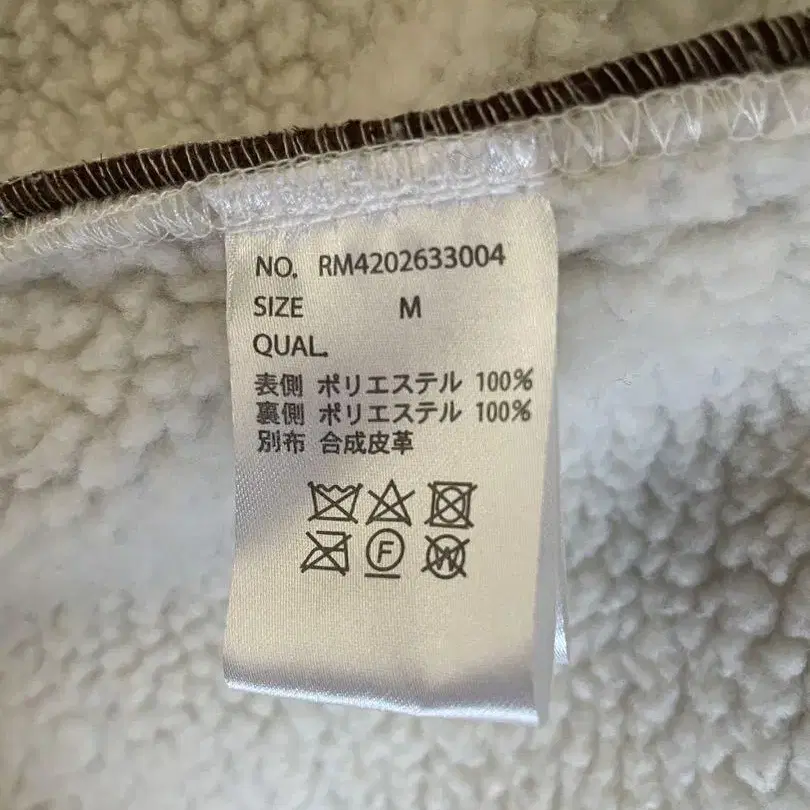 NO. RM4202633004
SIZE M
QUAL.
表側 ポリエステル 100%
裏側 ポリエステル 100%
別布 合成皮革
F
W